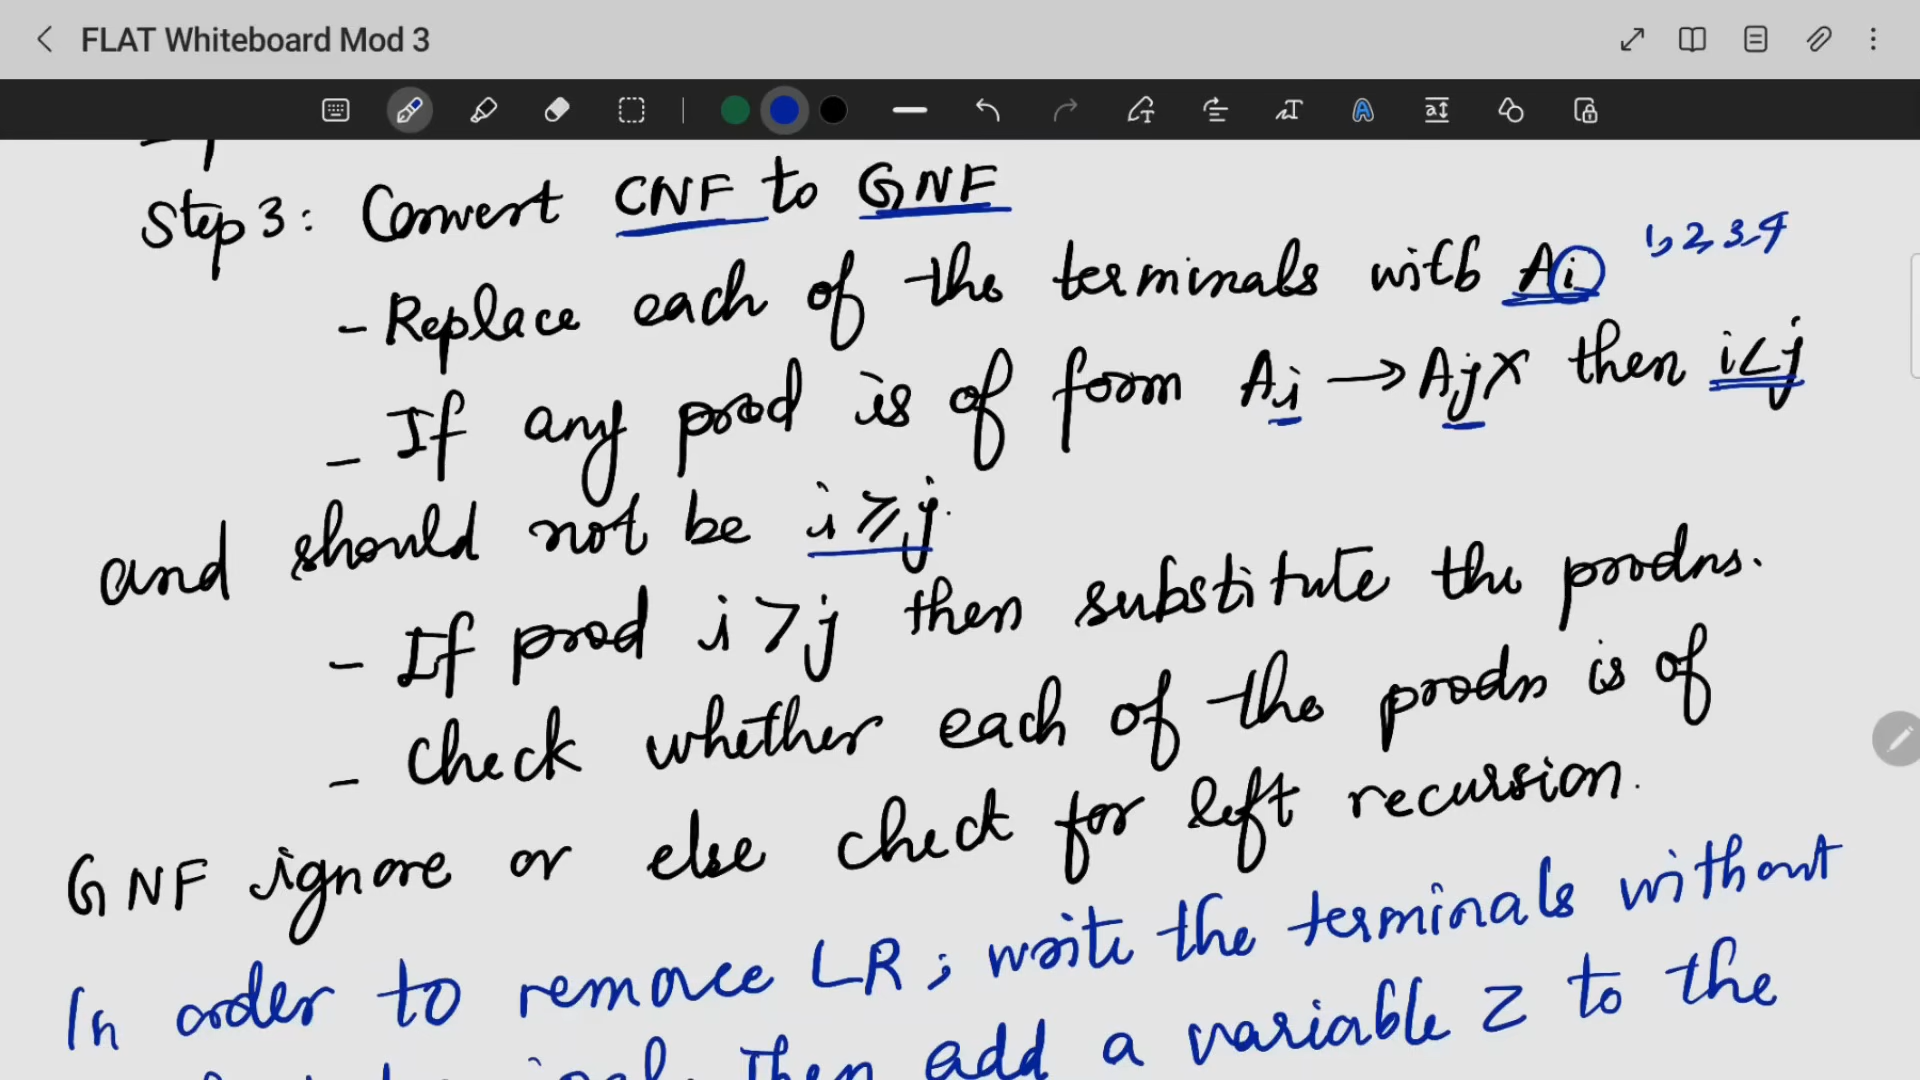 FLAT Whiteboard Mod 3
Step 3: Convert CNF to GNF
1, 2, 3, 4
- Replace each of the terminals with Ai
- If any prod is of form Ai → AjX then i<j
and should not be i ≥ j.
- If prod i > j then substitute the prodns.
- Check whether each of the prodn is of
GNF ignore or else check for left recursion.
In order to remove LR; write the terminals without
then add a variable Z to the